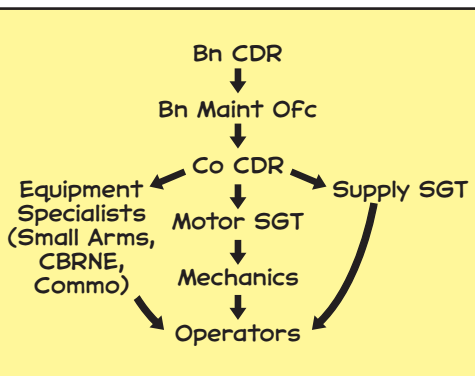 Bn CDR
Bn Maint Ofc
Co CDR
Equipment
Specialists
(Small Arms,
CBRNE,
Commo)
Motor SGT
Supply SGT
Mechanics
Operators